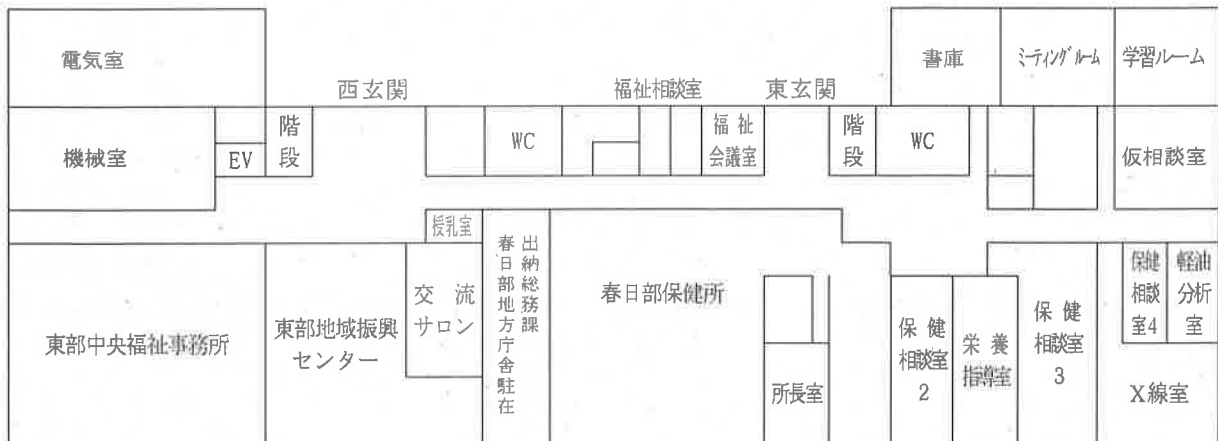 電気室
書庫
ミーティングルーム
学習ルーム
西玄関
福祉相談室
東玄関
機械室
EV
階段
WC
福祉
会議室
階段
WC
仮相談室
授乳室
東部中央福祉事務所
東部地域振興
センター
交流
サロン
出納総務課
春日部地方庁舎駐在
春日部保健所
所長室
保健
相談室
2
栄養
指導室
保健
相談室
3
保健
相談
室4
軽油
分析
室
X線室